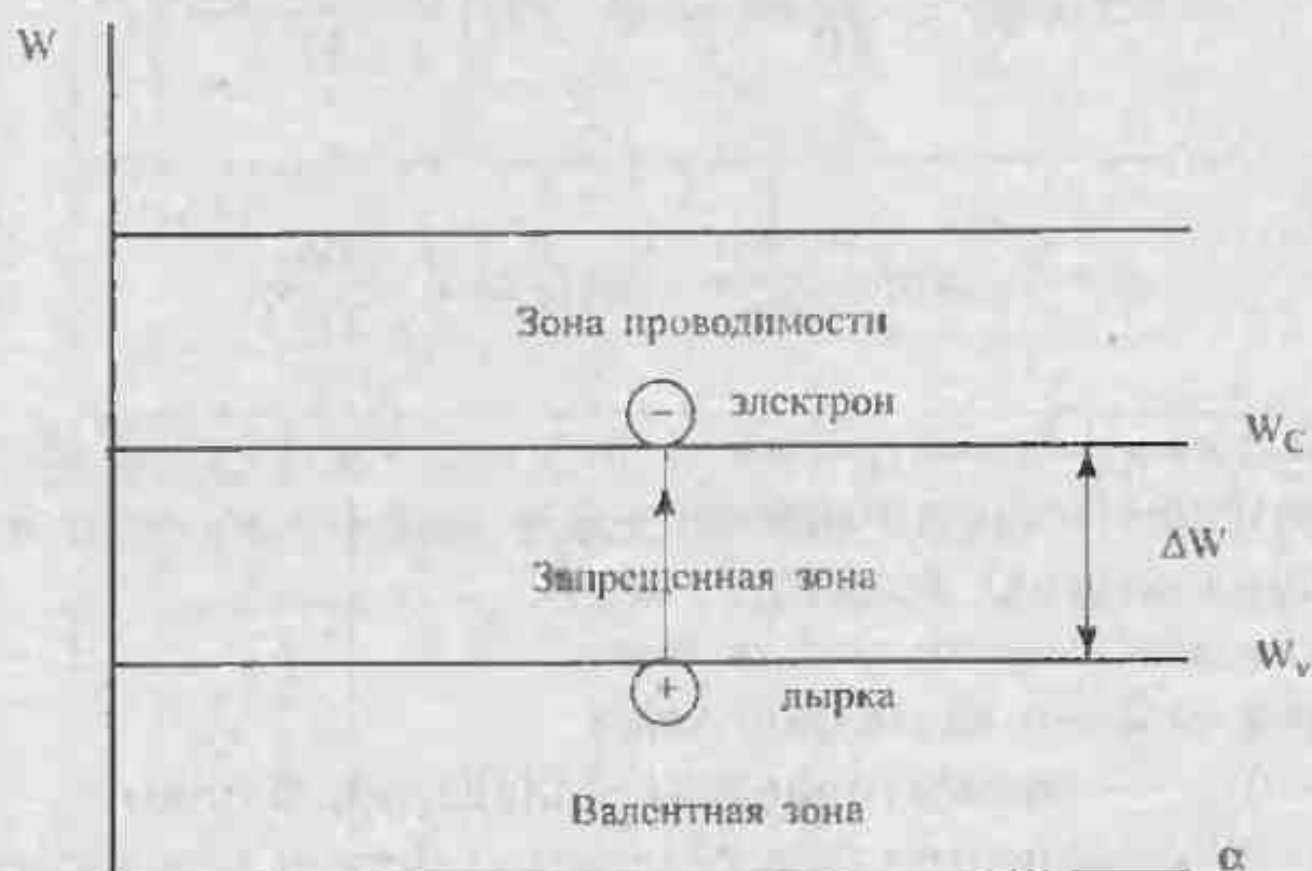 W
Зона проводимости
− электрон
W_C
ΔW
Запрещенная зона
W_v
+ дырка
Валентная зона
α